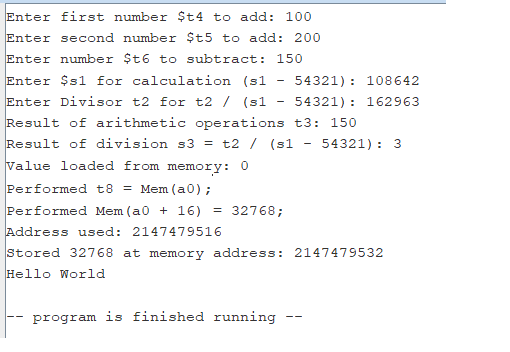 Enter first number $t4 to add: 100
Enter second number $t5 to add: 200
Enter number $t6 to subtract: 150
Enter $s1 for calculation (s1 - 54321): 108642
Enter Divisor t2 for t2 / (s1 - 54321): 162963
Result of arithmetic operations t3: 150
Result of division s3 = t2 / (s1 - 54321): 3
Value loaded from memory: 0
Performed t8 = Mem(a0);
Performed Mem(a0 + 16) = 32768;
Address used: 2147479516
Stored 32768 at memory address: 2147479532
Hello World
-- program is finished running --